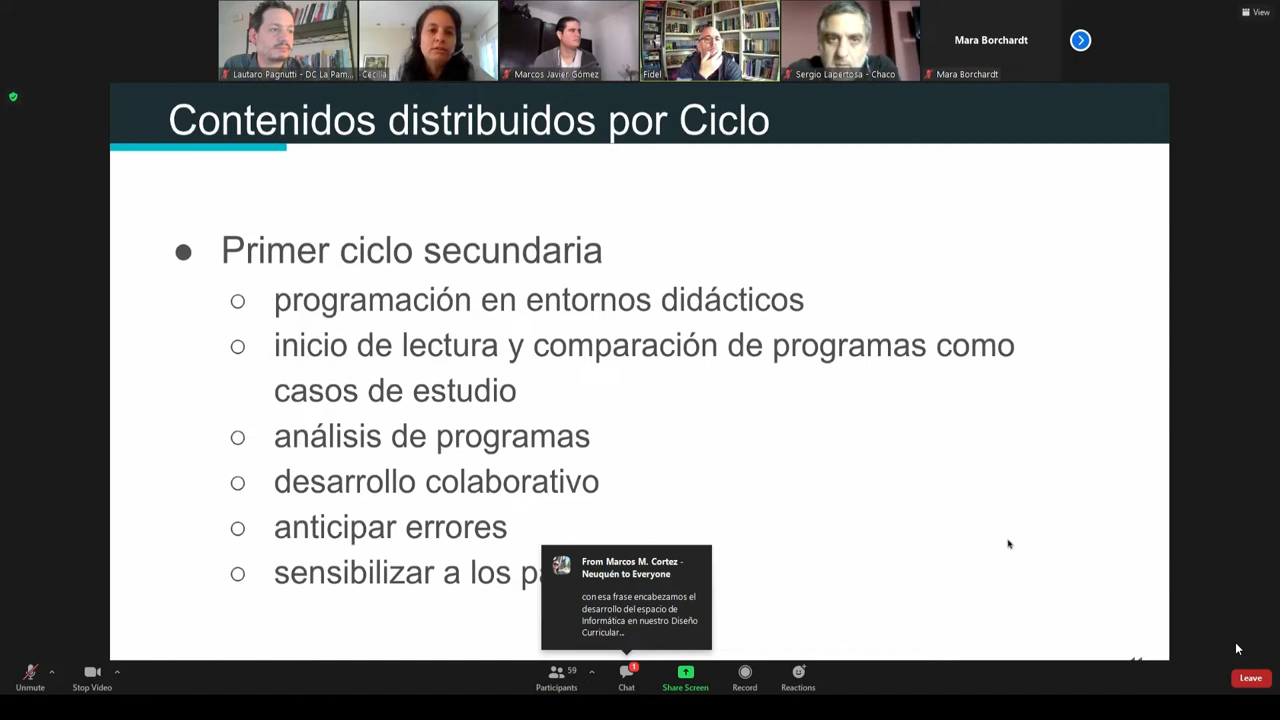 View
Lautaro Pagnutti - DC La Pam...
Cecilia
Marcos Javier Gómez
Fidel
Sergio Lapertosa - Chaco
Mara Borchardt
Mara Borchardt
Contenidos distribuidos por Ciclo
● Primer ciclo secundaria
○ programación en entornos didácticos
○ inicio de lectura y comparación de programas como
casos de estudio
○ análisis de programas
○ desarrollo colaborativo
○ anticipar errores
○ sensibilizar a los
From Marcos M. Cortez -
Neuquén to Everyone
con esa frase encabezamos el
desarrollo del espacio de
Informática en nuestro Diseño
Curricular...
Unmute
Stop Video
59
Participants
1
Chat
Share Screen
Record
Reactions
Leave